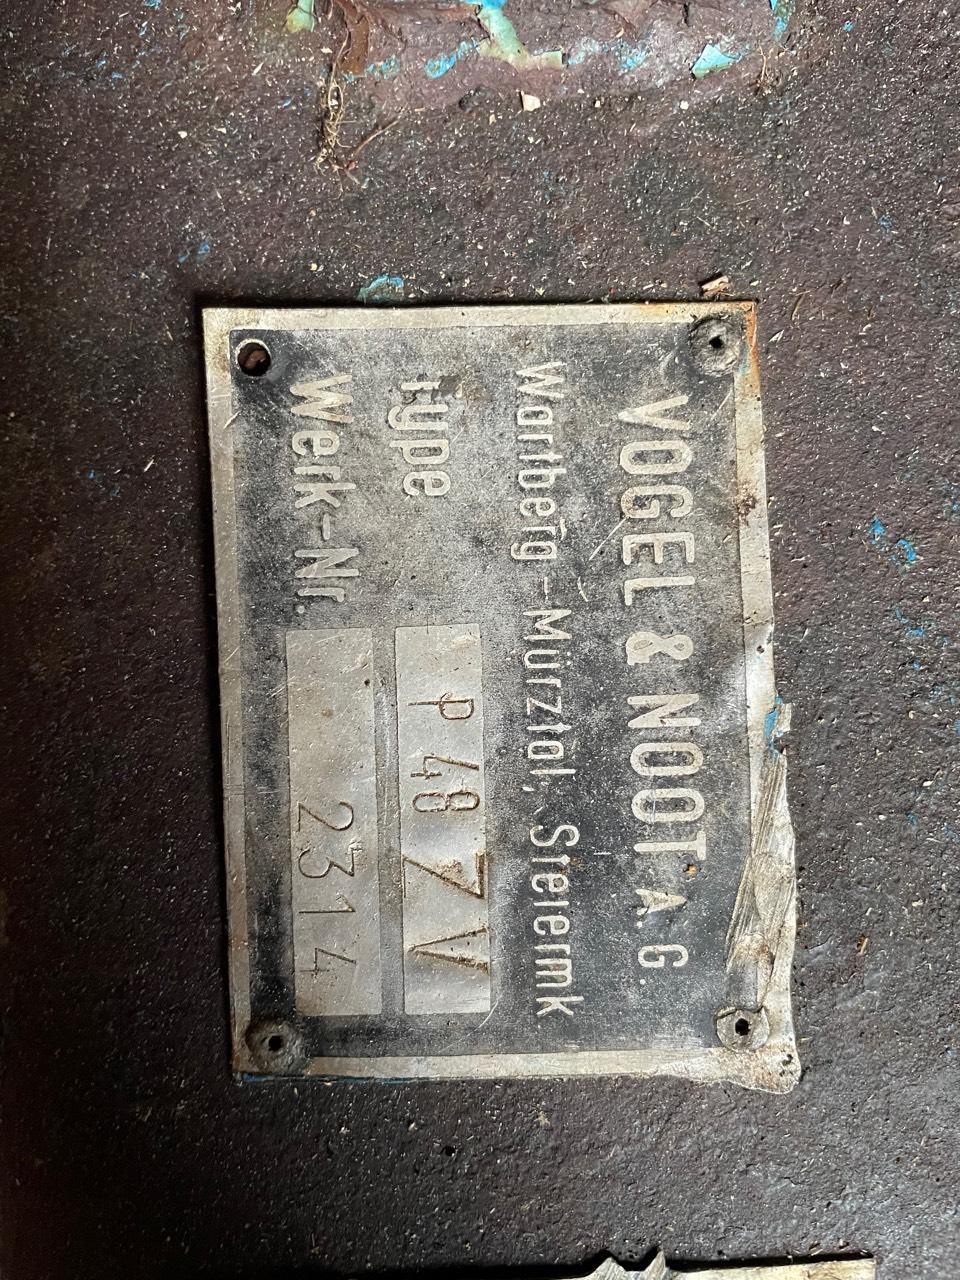 VOGEL & NOOT A. G.
Wartberg-Mürztal, Steiermk
Type P 48 ZV
Werk-Nr. 2314